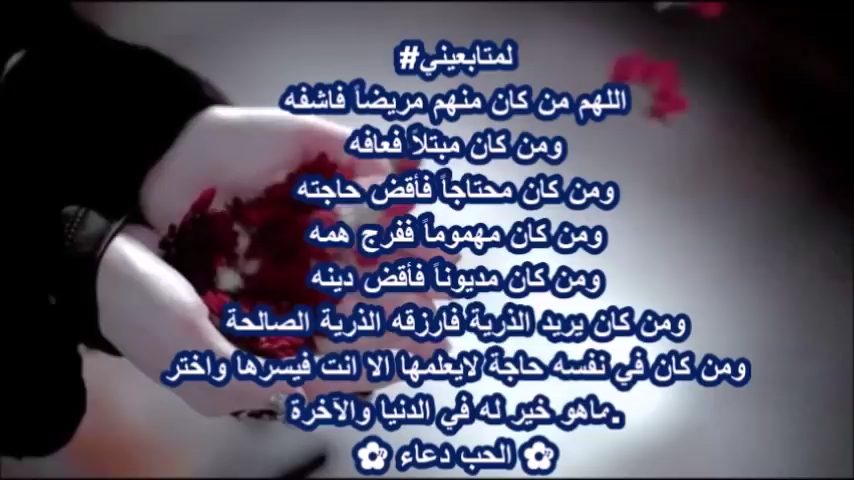 #لمتابعيني
اللهم من كان منهم مريضاً فاشفه
ومن كان مبتلاً فعافه
ومن كان محتاجاً فأقض حاجته
ومن كان مهموماً ففرج همه
ومن كان مديوناً فأقض دينه
ومن كان يريد الذرية فارزقه الذرية الصالحة
ومن كان في نفسه حاجة لايعلمها الا انت فيسرها واختر
ماهو خير له في الدنيا والآخرة.
✿ الحب دعاء ✿